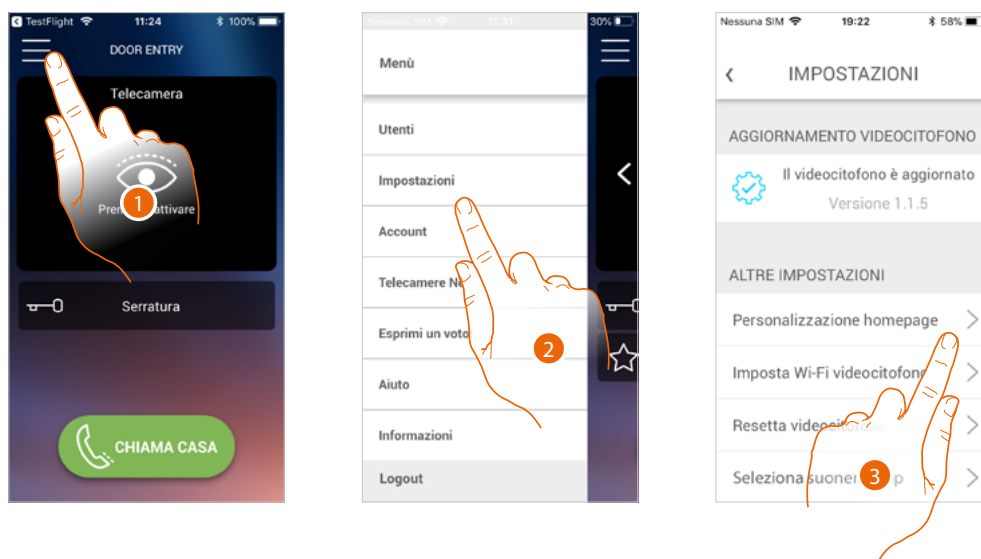 TestFlight 11:24 100%
DOOR ENTRY
Telecamera
1
Serratura
CHIAMA CASA
Nessuna SIM 11:31 30%
Menù
Utenti
Impostazioni
Account
Telecamere
Esprimi un voto
2
Aiuto
Informazioni
Logout
Nessuna SIM 19:22 58%
IMPOSTAZIONI
AGGIORNAMENTO VIDEOCITOFONO
Il videocitofono è aggiornato
Versione 1.1.5
ALTRE IMPOSTAZIONI
Personalizzazione homepage
Imposta Wi-Fi videocitofono
Resetta
Seleziona
3